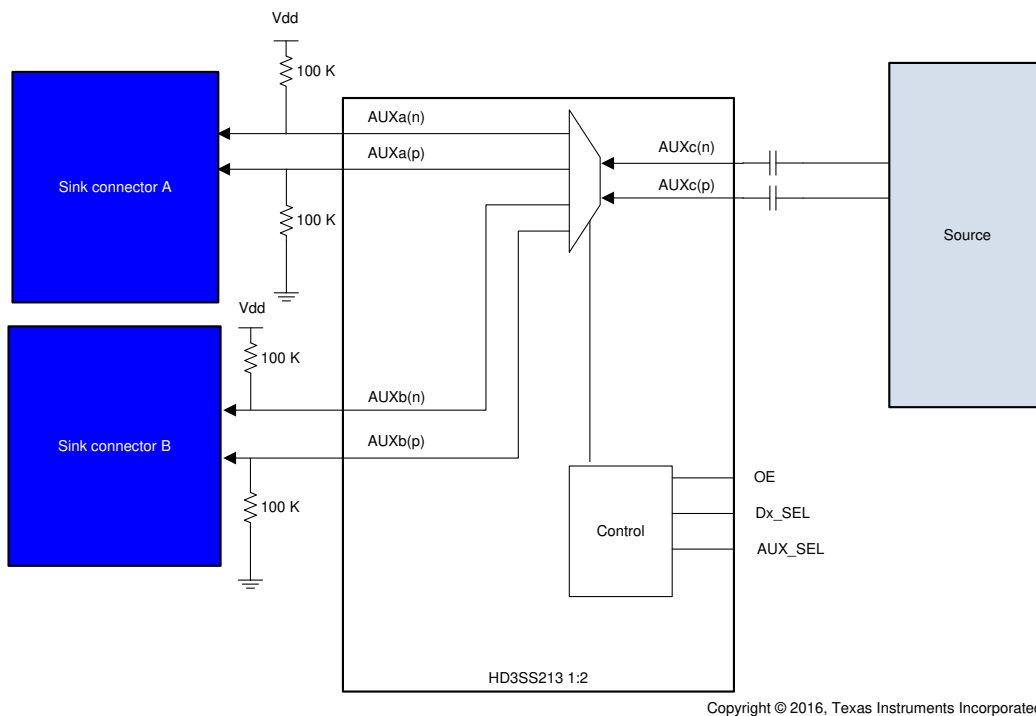 Vdd
100 K
AUXa(n)
AUXa(p)
AUXc(n)
AUXc(p)
Sink connector A
100 K
Source
Vdd
100 K
AUXb(n)
AUXb(p)
Sink connector B
100 K
OE
Dx_SEL
AUX_SEL
Control
HD3SS213 1:2
Copyright © 2016, Texas Instruments Incorporated